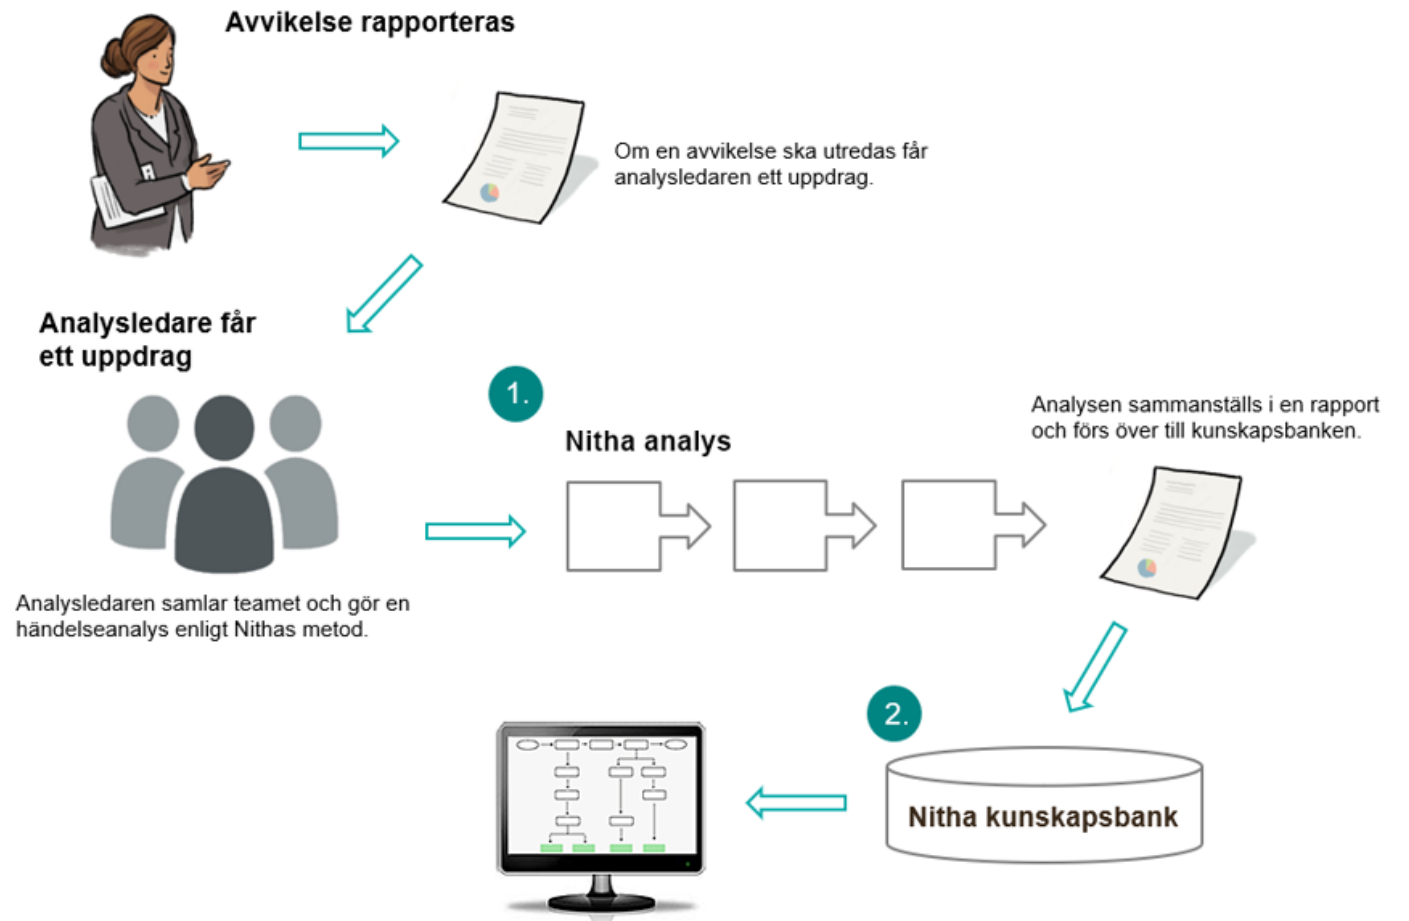 Avvikelse rapporteras
Om en avvikelse ska utredas får
analysledaren ett uppdrag.
Analysledare får
ett uppdrag
Analysledaren samlar teamet och gör en
händelseanalys enligt Nithas metod.
1.
Nitha analys
Analysen sammanställs i en rapport
och förs över till kunskapsbanken.
2.
Nitha kunskapsbank